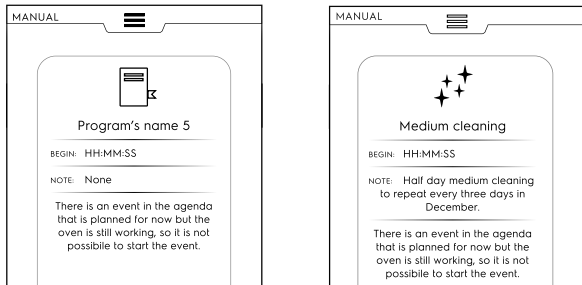 MANUAL
Program's name 5
BEGIN: HH:MM:SS
NOTE: None
There is an event in the agenda
that is planned for now but the
oven is still working, so it is not
possibile to start the event.
MANUAL
Medium cleaning
BEGIN: HH:MM:SS
NOTE: Half day medium cleaning
to repeat every three days in
December.
There is an event in the agenda
that is planned for now but the
oven is still working, so it is not
possibile to start the event.